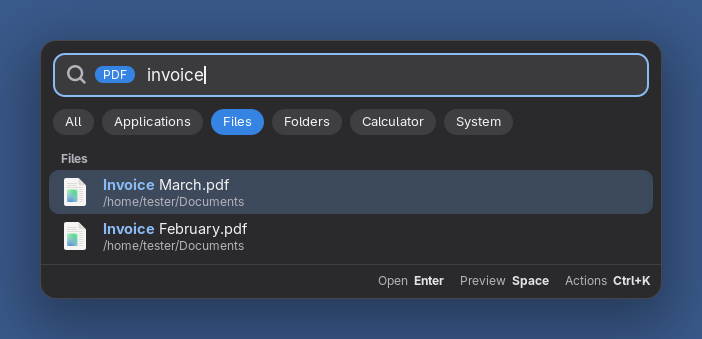 PDF invoice
All Applications Files Folders Calculator System
Files
Invoice March.pdf
/home/tester/Documents
Invoice February.pdf
/home/tester/Documents
Open Enter Preview Space Actions Ctrl+K